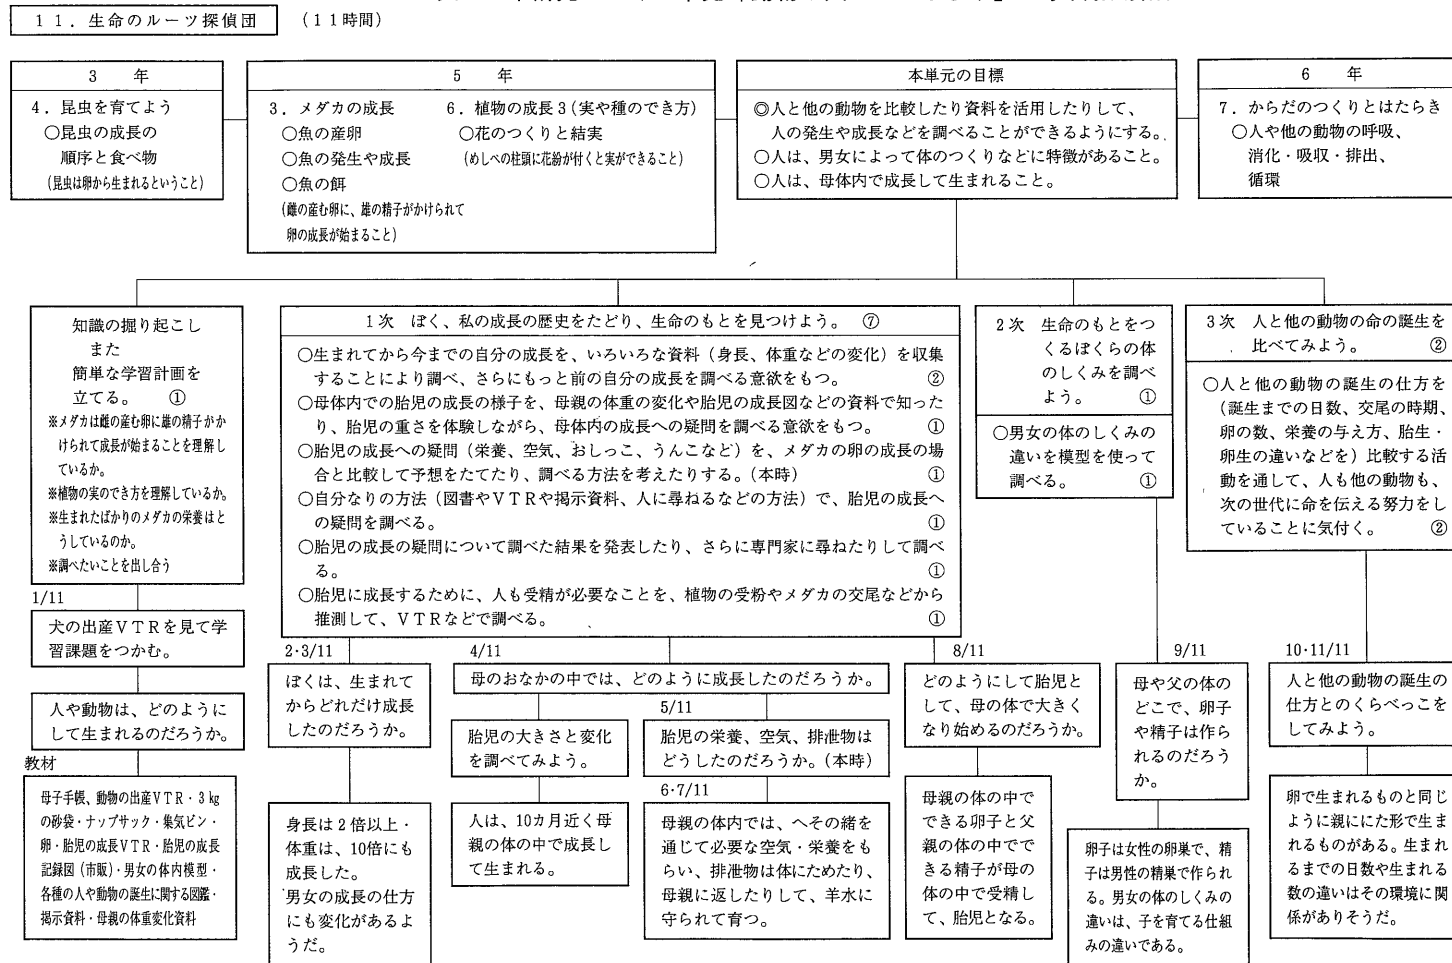 11.生命のルーツ探偵団 (11時間)
3 年
4.昆虫を育てよう
○昆虫の成長の
順序と食べ物
(昆虫は卵から生まれるということ)
5 年
3.メダカの成長
○魚の産卵
○魚の発生や成長
○魚の餌
(雌の産む卵に、雄の精子がかけられて
卵の成長が始まること)
6.植物の成長3(実や種のでき方)
○花のつくりと結実
(めしべの柱頭に花紛が付くと実ができること)
本単元の目標
◎人と他の動物を比較したり資料を活用したりして、
人の発生や成長などを調べることができるようにする。
○人は、男女によって体のつくりなどに特徴があること。
○人は、母体内で成長して生まれること。
6 年
7.からだのつくりとはたらき
○人や他の動物の呼吸、
消化・吸収・排出、
循環
知識の掘り起こし
また
簡単な学習計画を
立てる。 ①
※メダカは雌の産む卵に雄の精子がか
けられて成長が始まることを理解し
ているか。
※植物の実のでき方を理解しているか。
※生まれたばかりのメダカの栄養はと
うしているのか。
※調べたいことを出し合う
1次 ぼく、私の成長の歴史をたどり、生命のもとを見つけよう。 ⑦
○生まれてから今までの自分の成長を、いろいろな資料(身長、体重などの変化)を収集
することにより調べ、さらにもっと前の自分の成長を調べる意欲をもつ。 ②
○母体内での胎児の成長の様子を、母親の体重の変化や胎児の成長図などの資料で知った
り、胎児の重さを体験しながら、母体内の成長への疑問を調べる意欲をもつ。 ①
○胎児の成長への疑問(栄養、空気、おしっこ、うんこなど)を、メダカの卵の成長の場
合と比較して予想をたてたり、調べる方法を考えたりする。(本時) ①
○自分なりの方法(図書やVTRや掲示資料、人に尋ねるなどの方法)で、胎児の成長へ
の疑問を調べる。 ①
○胎児の成長の疑問について調べた結果を発表したり、さらに専門家に尋ねたりして調べ
る。 ①
○胎児に成長するために、人も受精が必要なことを、植物の受粉やメダカの交尾などから
推測して、VTRなどで調べる。 ①
2次 生命のもとをつ
くるぼくらの体
のしくみを調べ
よう。 ①
○男女の体のしくみの
違いを模型を使って
調べる。 ①
3次 人と他の動物の命の誕生を
比べてみよう。 ②
○人と他の動物の誕生の仕方を
(誕生までの日数、交尾の時期、
卵の数、栄養の与え方、胎生・
卵生の違いなどを)比較する活
動を通して、人も他の動物も、
次の世代に命を伝える努力をし
ていることに気付く。 ②
1/11
犬の出産VTRを見て学
習課題をつかむ。
人や動物は、どのように
して生まれるのだろうか。
教材
母子手帳、動物の出産VTR・3kg
の砂袋・ナップサック・集気ビン・
卵・胎児の成長VTR・胎児の成長
記録図(市販)・男女の体内模型・
各種の人や動物の誕生に関する図鑑・
掲示資料・母親の体重変化資料
2・3/11
ぼくは、生まれて
からどれだけ成長
したのだろうか。
身長は2倍以上・
体重は、10倍にも
成長した。
男女の成長の仕方
にも変化があるよ
うだ。
4/11
母のおなかの中では、どのように成長したのだろうか。
胎児の大きさと変化
を調べてみよう。
人は、10カ月近く母
親の体の中で成長し
て生まれる。
5/11
胎児の栄養、空気、排泄物は
どうしたのだろうか。(本時)
6・7/11
母親の体内では、へその緒を
通じて必要な空気・栄養をも
らい、排泄物は体にためたり、
母親に返したりして、羊水に
守られて育つ。
8/11
どのようにして胎児と
して、母の体で大きく
なり始めるのだろうか。
母親の体の中で
できる卵子と父
親の体の中でで
きる精子が母の
体の中で受精し
て、胎児となる。
9/11
母や父の体の
どこで、卵子
や精子は作ら
れるのだろう
か。
卵子は女性の卵巣で、精
子は男性の精巣で作られ
る。男女の体のしくみの
違いは、子を育てる仕組
みの違いである。
10・11/11
人と他の動物の誕生の
仕方とのくらべっこを
してみよう。
卵で生まれるものと同じ
ように親ににた形で生ま
れるものがある。生まれ
るまでの日数や生まれる
数の違いはその環境に関
係がありそうだ。